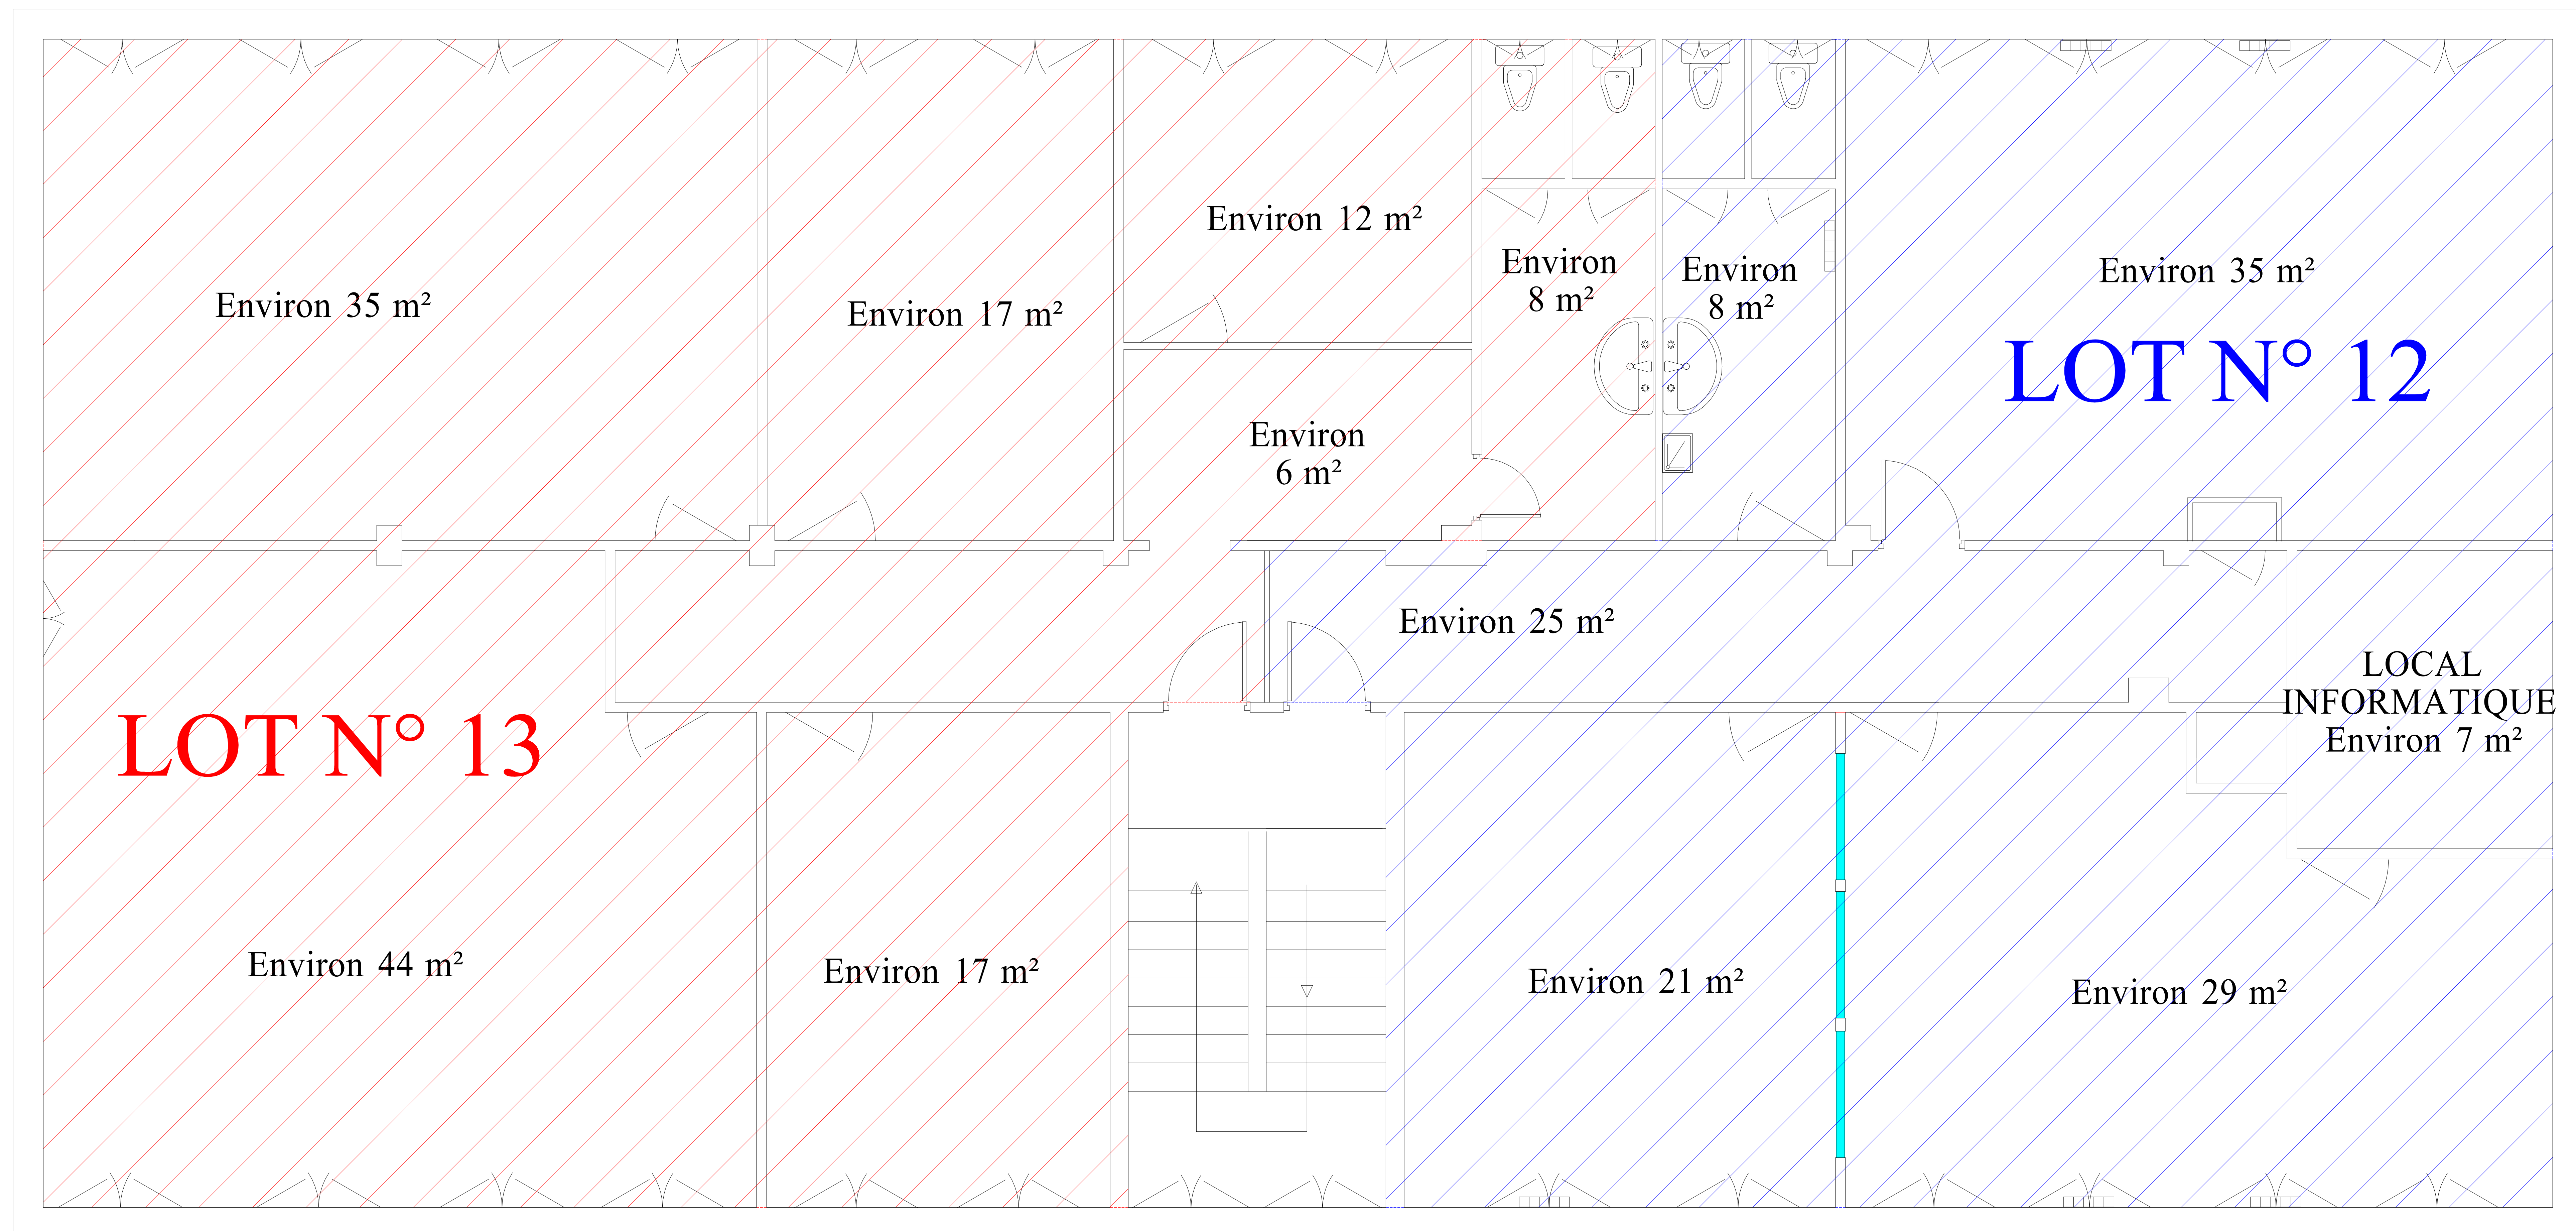 Environ 35 m²
Environ 17 m²
Environ 12 m²
Environ
8 m²
Environ
8 m²
Environ 35 m²
LOT N° 12
Environ
6 m²
Environ 25 m²
LOCAL
INFORMATIQUE
Environ 7 m²
LOT N° 13
Environ 44 m²
Environ 17 m²
Environ 21 m²
Environ 29 m²